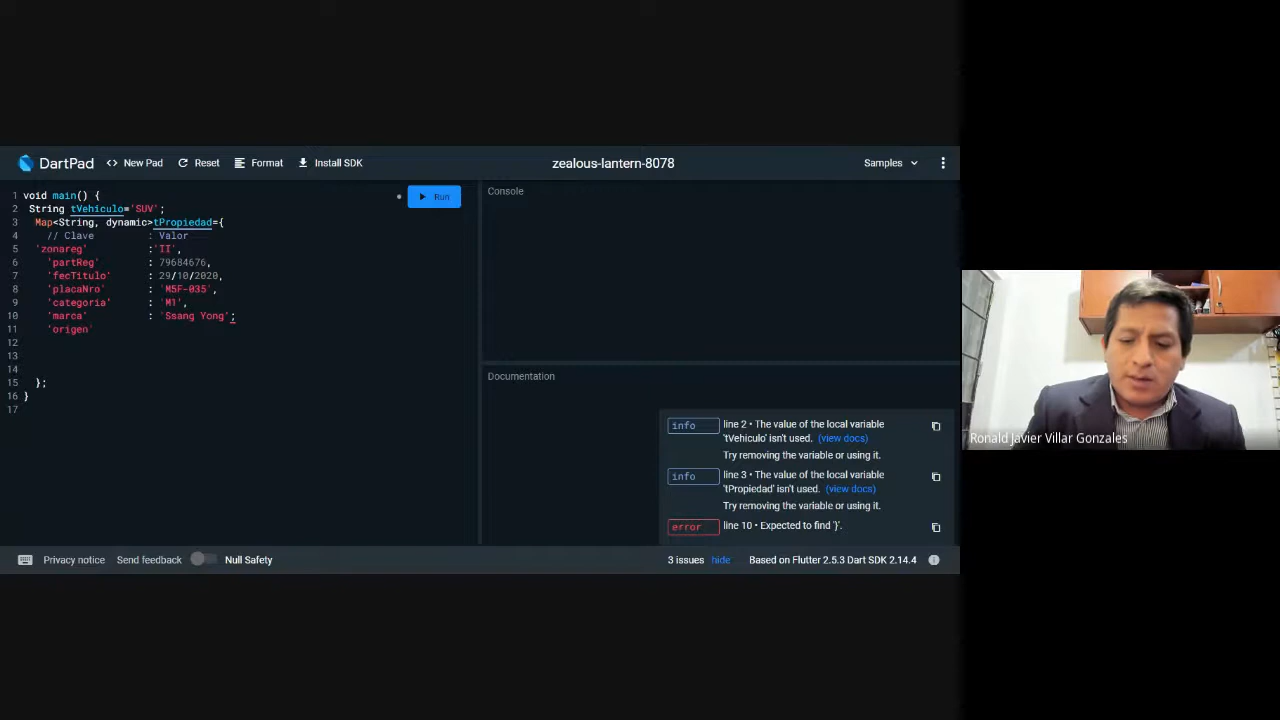 DartPad <> New Pad Reset Format Install SDK zealous-lantern-8078 Samples
1 void main() {
2 String tVehiculo='SUV';
3 Map<String, dynamic>tPropiedad={
4 // Clave : Valor
5 'zonareg' :'II',
6 'partReg' : 79684676,
7 'fecTitulo' : 29/10/2020,
8 'placaNro' : 'M5F-035',
9 'categoria' : 'M1',
10 'marca' : 'Ssang Yong';
11 'origen'
12
13
14
15 };
16 }
17
Run
Console
Documentation
info line 2 • The value of the local variable
'tVehiculo' isn't used. (view docs)
Try removing the variable or using it.
info line 3 • The value of the local variable
'tPropiedad' isn't used. (view docs)
Try removing the variable or using it.
error line 10 • Expected to find '}'.
Privacy notice Send feedback Null Safety 3 issues hide Based on Flutter 2.5.3 Dart SDK 2.14.4
Ronald Javier Villar Gonzales